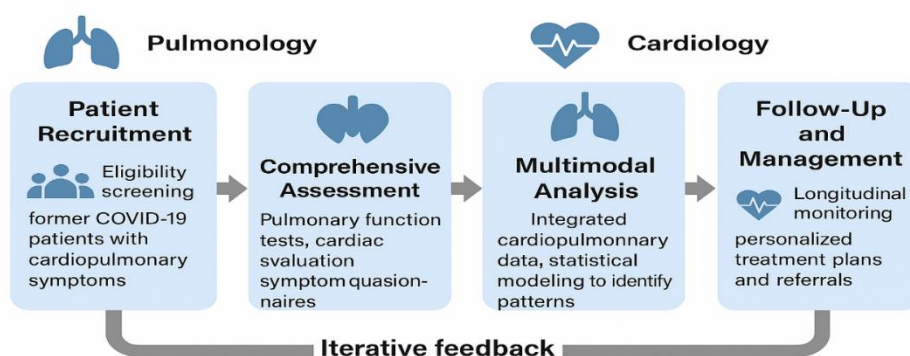 Pulmonology
Cardiology
Patient
Recruitment
Eligibility
screening
former COVID-19
patients with
cardiopulmonary
symptoms
Comprehensive
Assessment
Pulmonary function
tests, cardiac
svaluation
symptom quasion-
naires
Multimodal
Analysis
Integrated
cardiopulmonnary
data, statistical
modeling to identify
patterns
Follow-Up
and
Management
Longitudinal
monitoring
personalized
treatment plans
and referrals
Iterative feedback